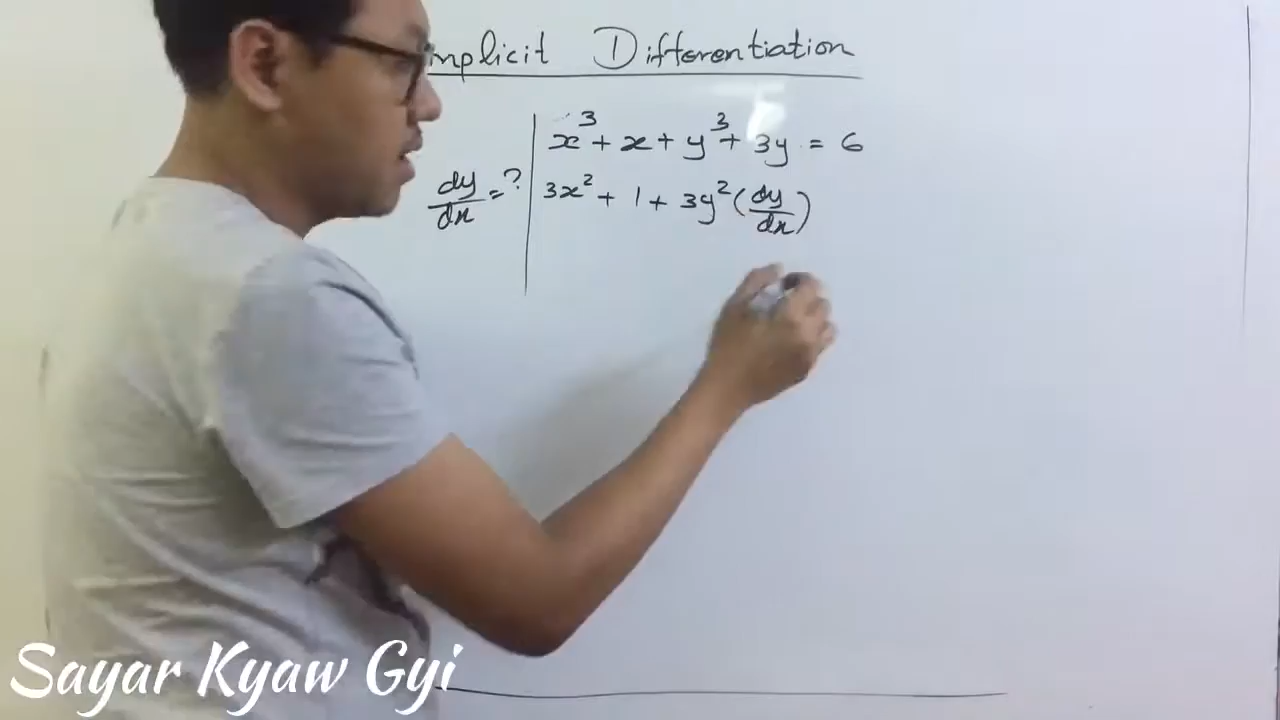 mplicit Differentiation
x³ + x + y³ + 3y = 6
dy/dx = ?
3x² + 1 + 3y² (dy/dx)
Sayar Kyaw Gyi